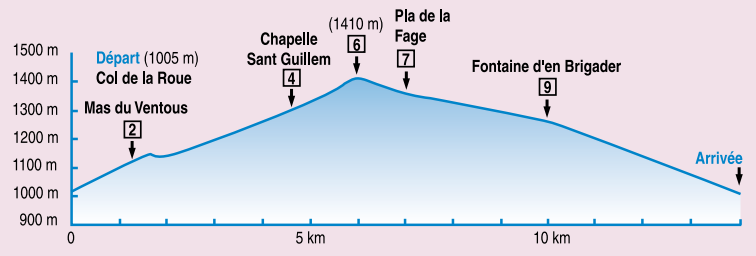 (1410 m)
6
Pla de la
Fage
7
Chapelle
Sant Guillem
4
Départ (1005 m)
Col de la Roue
Mas du Ventous
2
Fontaine d'en Brigader
9
Arrivée
1500 m
1400 m
1300 m
1200 m
1100 m
1000 m
900 m
0
5 km
10 km